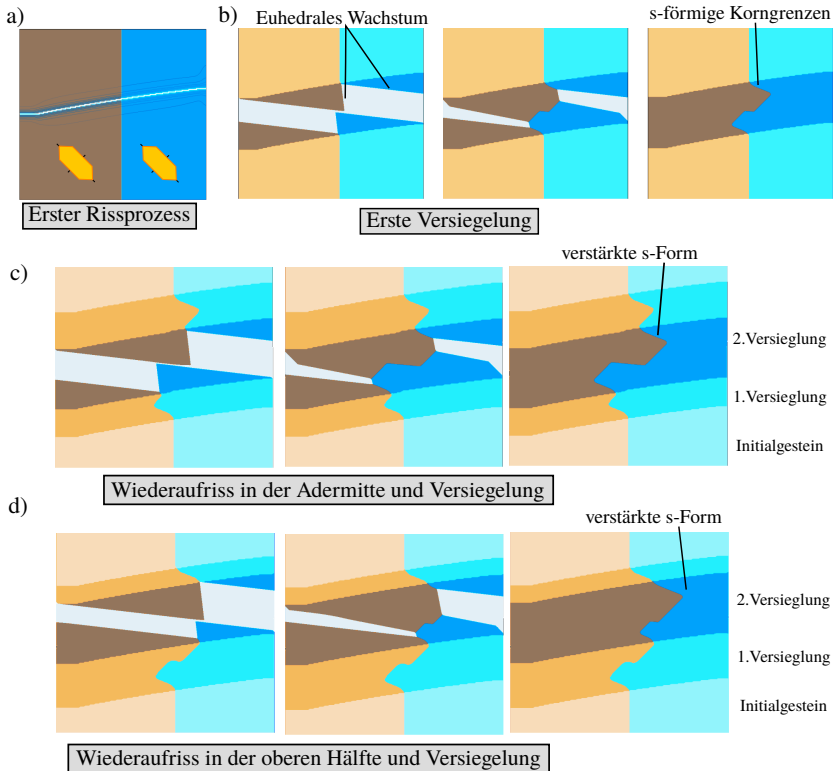 a)
Erster Rissprozess
b)
Euhedrales Wachstum
s-förmige Korngrenzen
Erste Versiegelung
c)
verstärkte s-Form
2.Versieglung
1.Versieglung
Initialgestein
Wiederaufriss in der Adermitte und Versiegelung
d)
verstärkte s-Form
2.Versieglung
1.Versieglung
Initialgestein
Wiederaufriss in der oberen Hälfte und Versiegelung